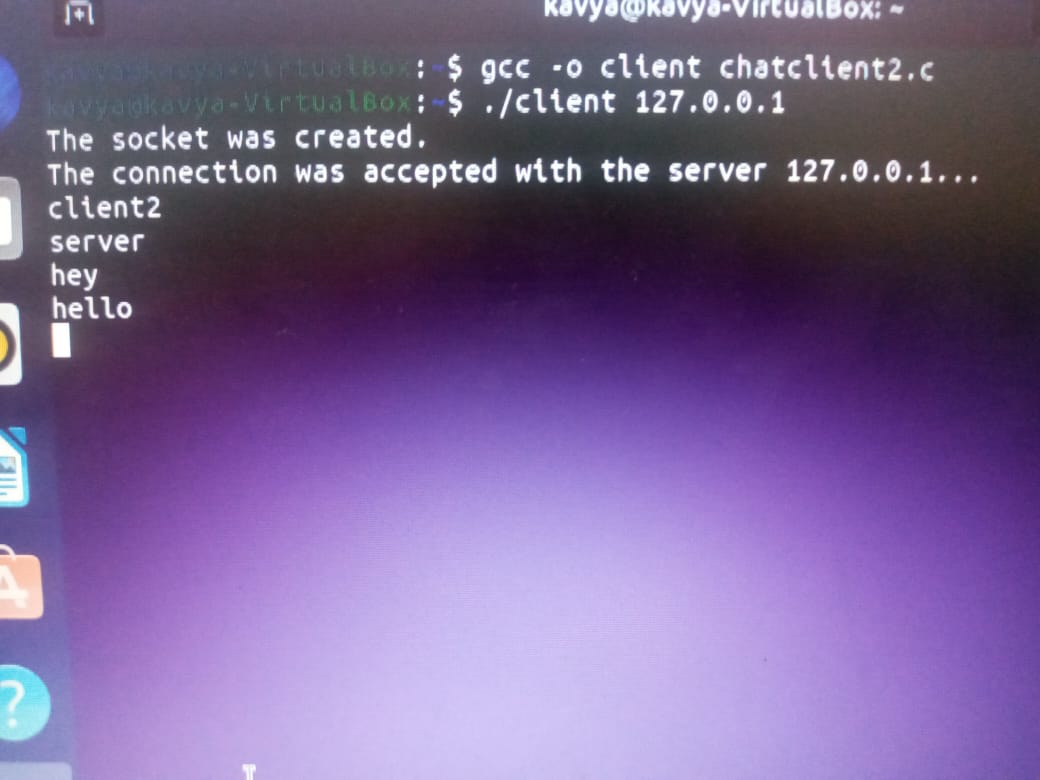 kavya@kavya-VirtualBox: ~
kavya@kavya-VirtualBox:~$ gcc -o client chatclient2.c
kavya@kavya-VirtualBox:~$ ./client 127.0.0.1
The socket was created.
The connection was accepted with the server 127.0.0.1...
client2
server
hey
hello